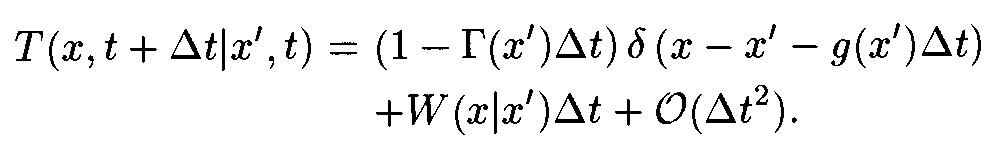 T(x, t + Δt|x′, t) = (1 − Γ(x′)Δt) δ (x − x′ − g(x′)Δt)
+W(x|x′)Δt + 𝒪(Δt²).